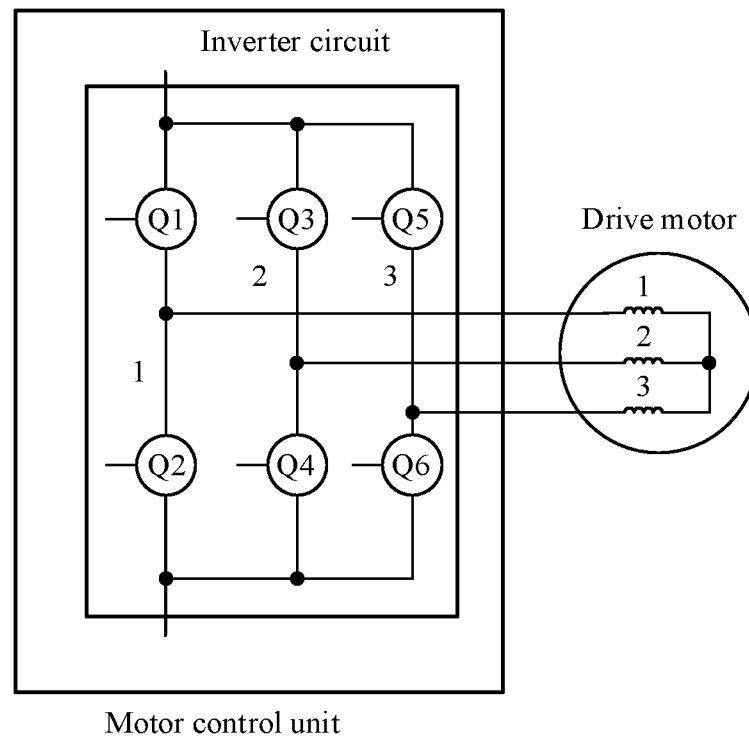 Inverter circuit
Q1
Q3
Q5
Drive motor
2
3
1
2
1
3
Q2
Q4
Q6
Motor control unit